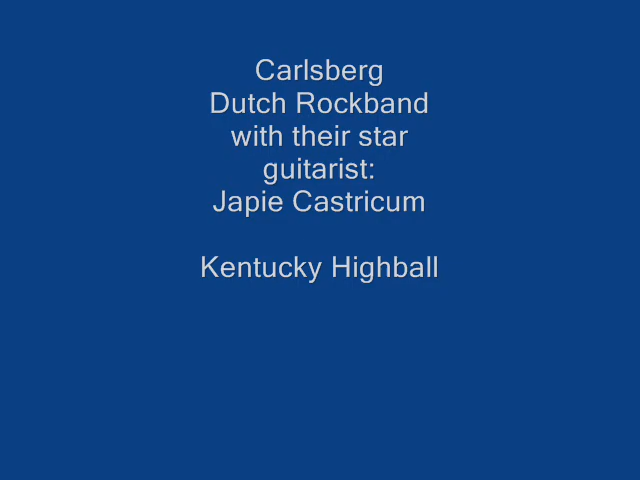 Carlsberg
Dutch Rockband
with their star
guitarist:
Japie Castricum
Kentucky Highball